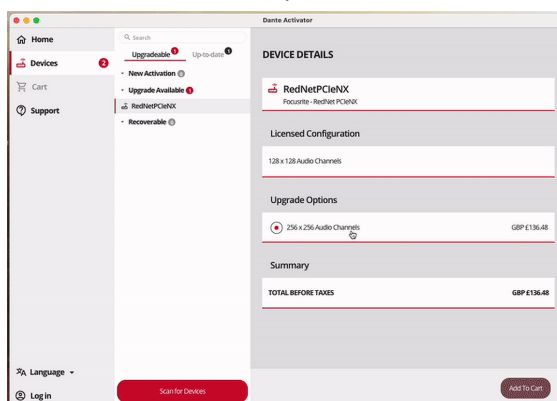 Dante Activator
Home
Devices 2
Cart
Support
Language
Log in
Search
Upgradeable 1 Up-to-date 1
New Activation 0
Upgrade Available 1
RedNetPCIeNX
Recoverable 0
Scan for Devices
DEVICE DETAILS
RedNetPCIeNX
Focusrite - RedNet PCIeNX
Licensed Configuration
128 x 128 Audio Channels
Upgrade Options
256 x 256 Audio Channels GBP £136.48
Summary
TOTAL BEFORE TAXES GBP £136.48
Add To Cart